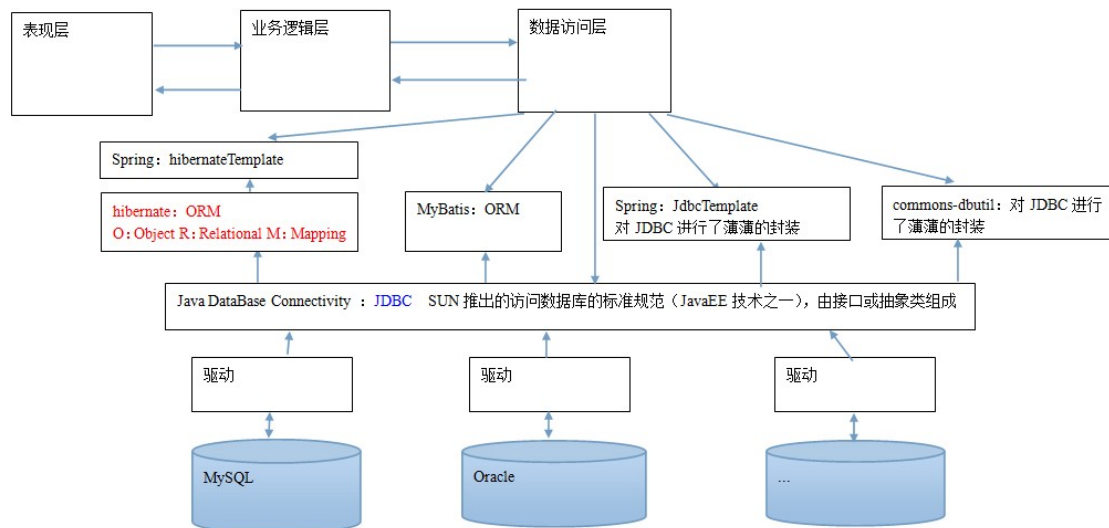 表现层
业务逻辑层
数据访问层
Spring：hibernateTemplate
hibernate：ORM
O：Object R：Relational M：Mapping
MyBatis：ORM
Spring：JdbcTemplate
对 JDBC 进行了薄薄的封装
commons-dbutil：对 JDBC 进行
了薄薄的封装
Java DataBase Connectivity ：JDBC SUN 推出的访问数据库的标准规范（JavaEE 技术之一），由接口或抽象类组成
驱动
驱动
驱动
MySQL
Oracle
...